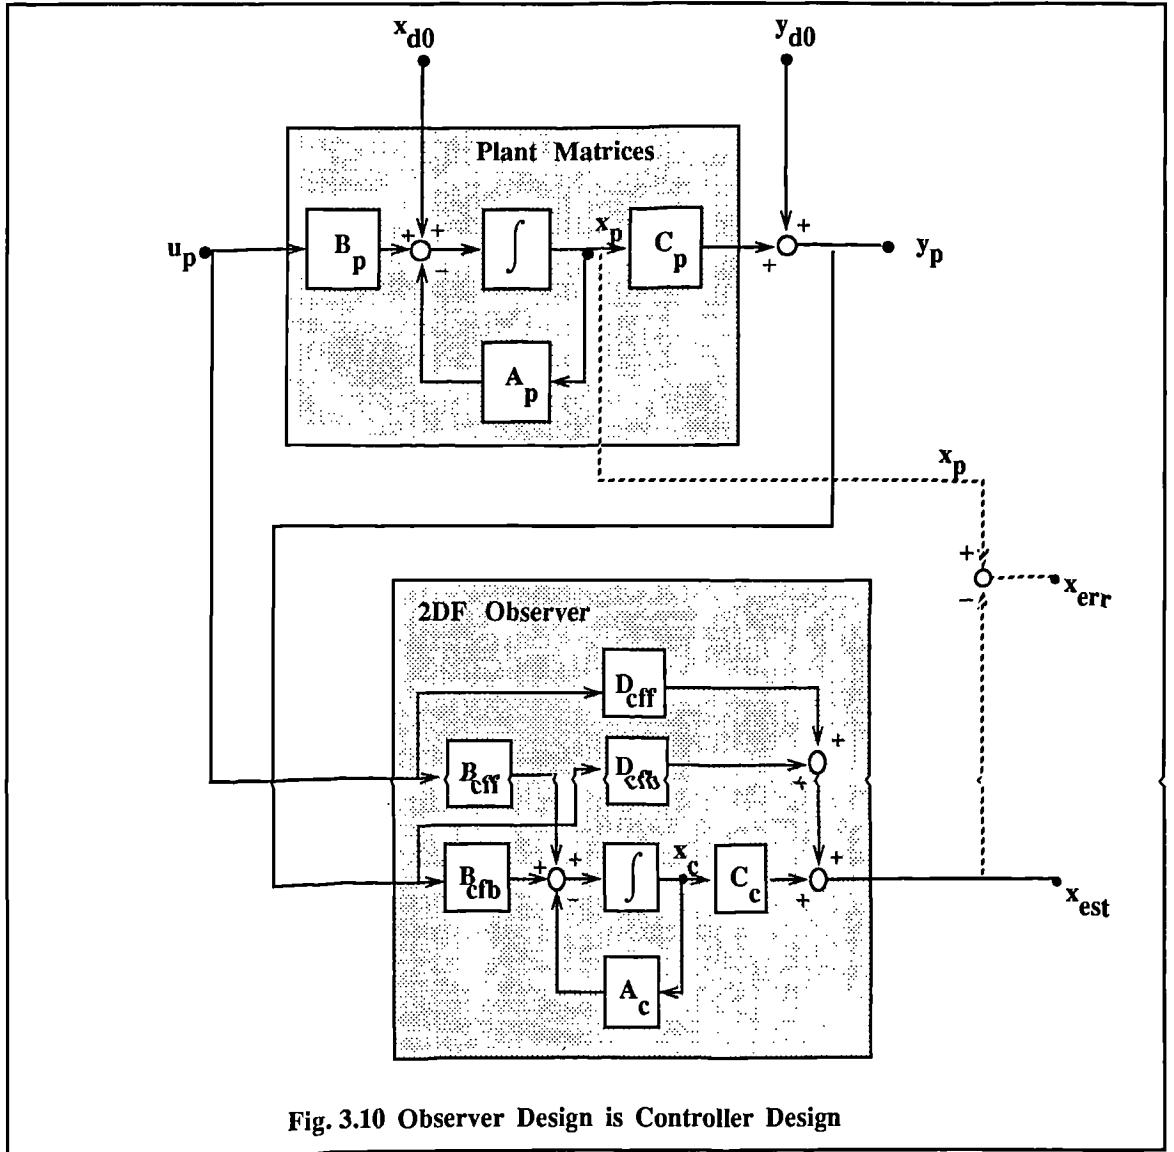 x_d0
y_d0
Plant Matrices
u_p
B_p
+
+
−
∫
x_p
C_p
+
+
y_p
A_p
x_p
+
−
x_err
2DF Observer
D_cff
+
B_cff
D_cfb
+
B_cfb
+
+
−
∫
x_c
C_c
+
+
x_est
A_c
Fig. 3.10 Observer Design is Controller Design